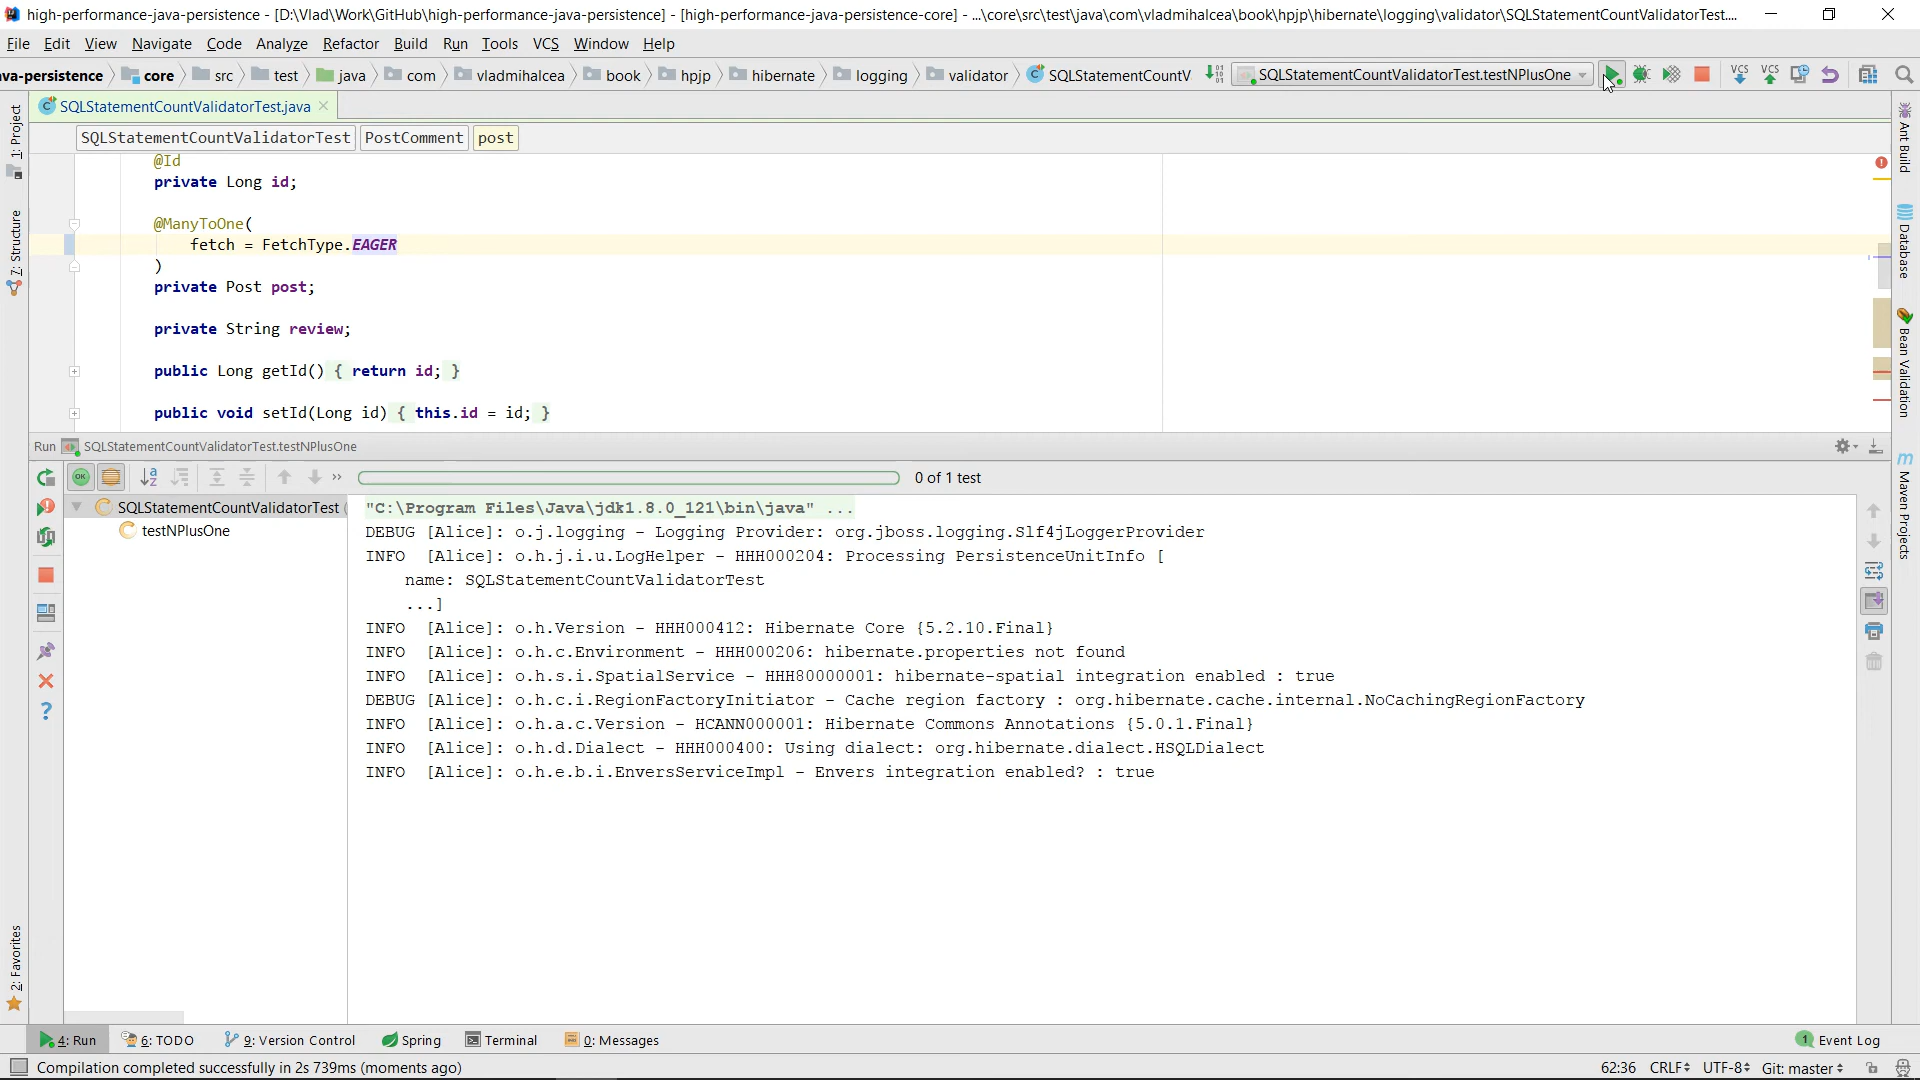 high-performance-java-persistence - [D:\Vlad\Work\GitHub\high-performance-java-persistence] - [high-performance-java-persistence-core] - ...\core\src\test\java\com\vladmihalcea\book\hpjp\hibernate\logging\validator\SQLStatementCountValidatorTest....
File Edit View Navigate Code Analyze Refactor Build Run Tools VCS Window Help
va-persistence core src test java com vladmihalcea book hpjp hibernate logging validator SQLStatementCountV SQLStatementCountValidatorTest.testNPlusOne VCS VCS
SQLStatementCountValidatorTest.java
SQLStatementCountValidatorTest PostComment post
@Id
private Long id;
@ManyToOne(
fetch = FetchType.EAGER
)
private Post post;
private String review;
public Long getId() { return id; }
public void setId(Long id) { this.id = id; }
Run SQLStatementCountValidatorTest.testNPlusOne
0 of 1 test
SQLStatementCountValidatorTest (
testNPlusOne
"C:\Program Files\Java\jdk1.8.0_121\bin\java" ...
DEBUG [Alice]: o.j.logging - Logging Provider: org.jboss.logging.Slf4jLoggerProvider
INFO [Alice]: o.h.j.i.u.LogHelper - HHH000204: Processing PersistenceUnitInfo [
name: SQLStatementCountValidatorTest
...]
INFO [Alice]: o.h.Version - HHH000412: Hibernate Core {5.2.10.Final}
INFO [Alice]: o.h.c.Environment - HHH000206: hibernate.properties not found
INFO [Alice]: o.h.s.i.SpatialService - HHH80000001: hibernate-spatial integration enabled : true
DEBUG [Alice]: o.h.c.i.RegionFactoryInitiator - Cache region factory : org.hibernate.cache.internal.NoCachingRegionFactory
INFO [Alice]: o.h.a.c.Version - HCANN000001: Hibernate Commons Annotations {5.0.1.Final}
INFO [Alice]: o.h.d.Dialect - HHH000400: Using dialect: org.hibernate.dialect.HSQLDialect
INFO [Alice]: o.h.e.b.i.EnversServiceImpl - Envers integration enabled? : true
1: Project
7: Structure
2: Favorites
Ant Build
Database
Bean Validation
Maven Projects
4: Run 6: TODO 9: Version Control Spring Terminal 0: Messages 1 Event Log
Compilation completed successfully in 2s 739ms (moments ago) 62:36 CRLF UTF-8 Git: master